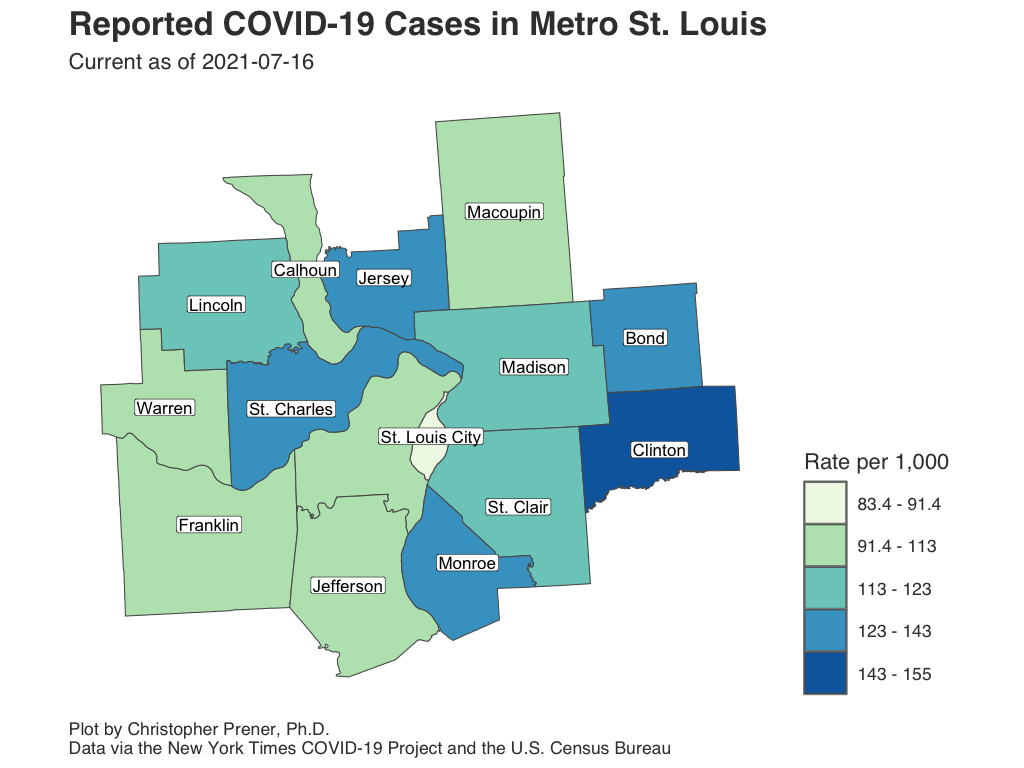 Reported COVID-19 Cases in Metro St. Louis
Current as of 2021-07-16
Macoupin
Calhoun
Jersey
Lincoln
Bond
Madison
Warren
St. Charles
St. Louis City
Clinton
Rate per 1,000
83.4 - 91.4
St. Clair
Franklin
91.4 - 113
Monroe
Jefferson
113 - 123
123 - 143
143 - 155
Plot by Christopher Prener, Ph.D.
Data via the New York Times COVID-19 Project and the U.S. Census Bureau